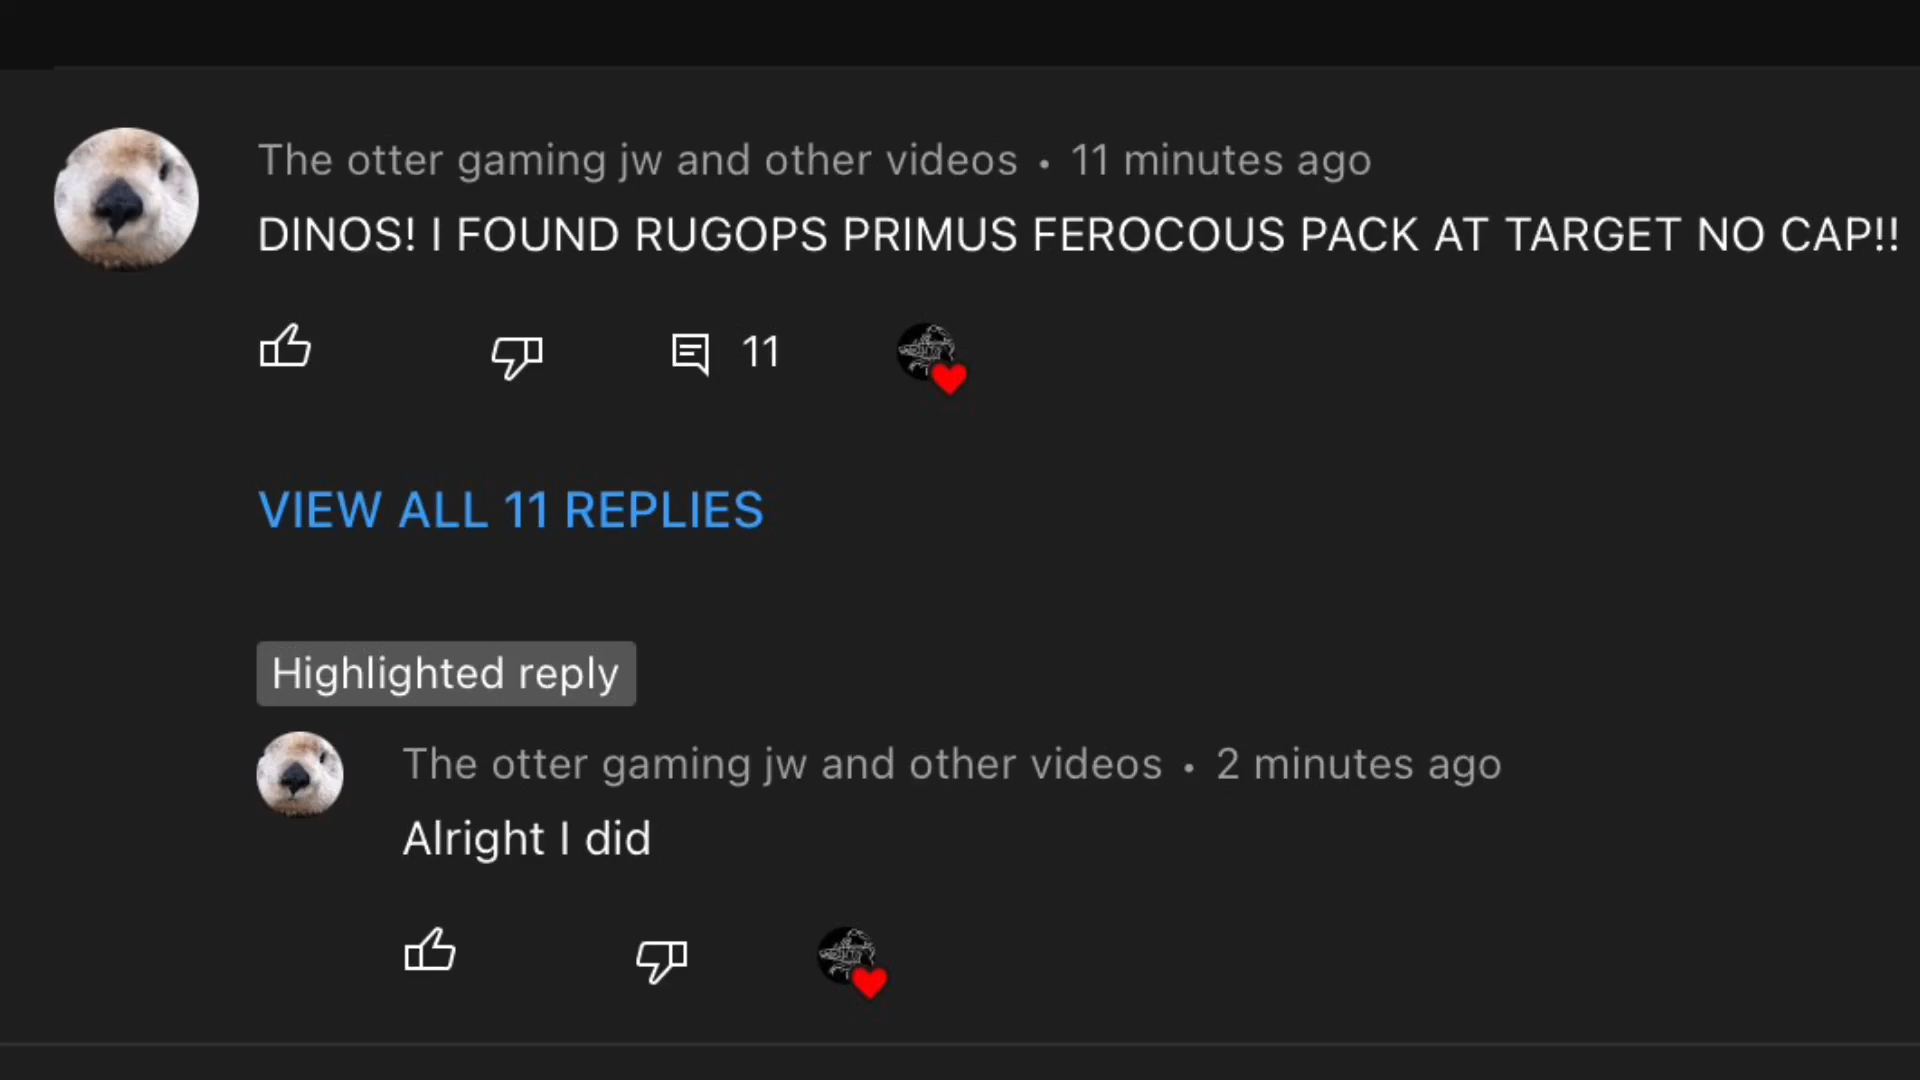 The otter gaming jw and other videos • 11 minutes ago
DINOS! I FOUND RUGOPS PRIMUS FEROCOUS PACK AT TARGET NO CAP!!
11
VIEW ALL 11 REPLIES
Highlighted reply
The otter gaming jw and other videos • 2 minutes ago
Alright I did